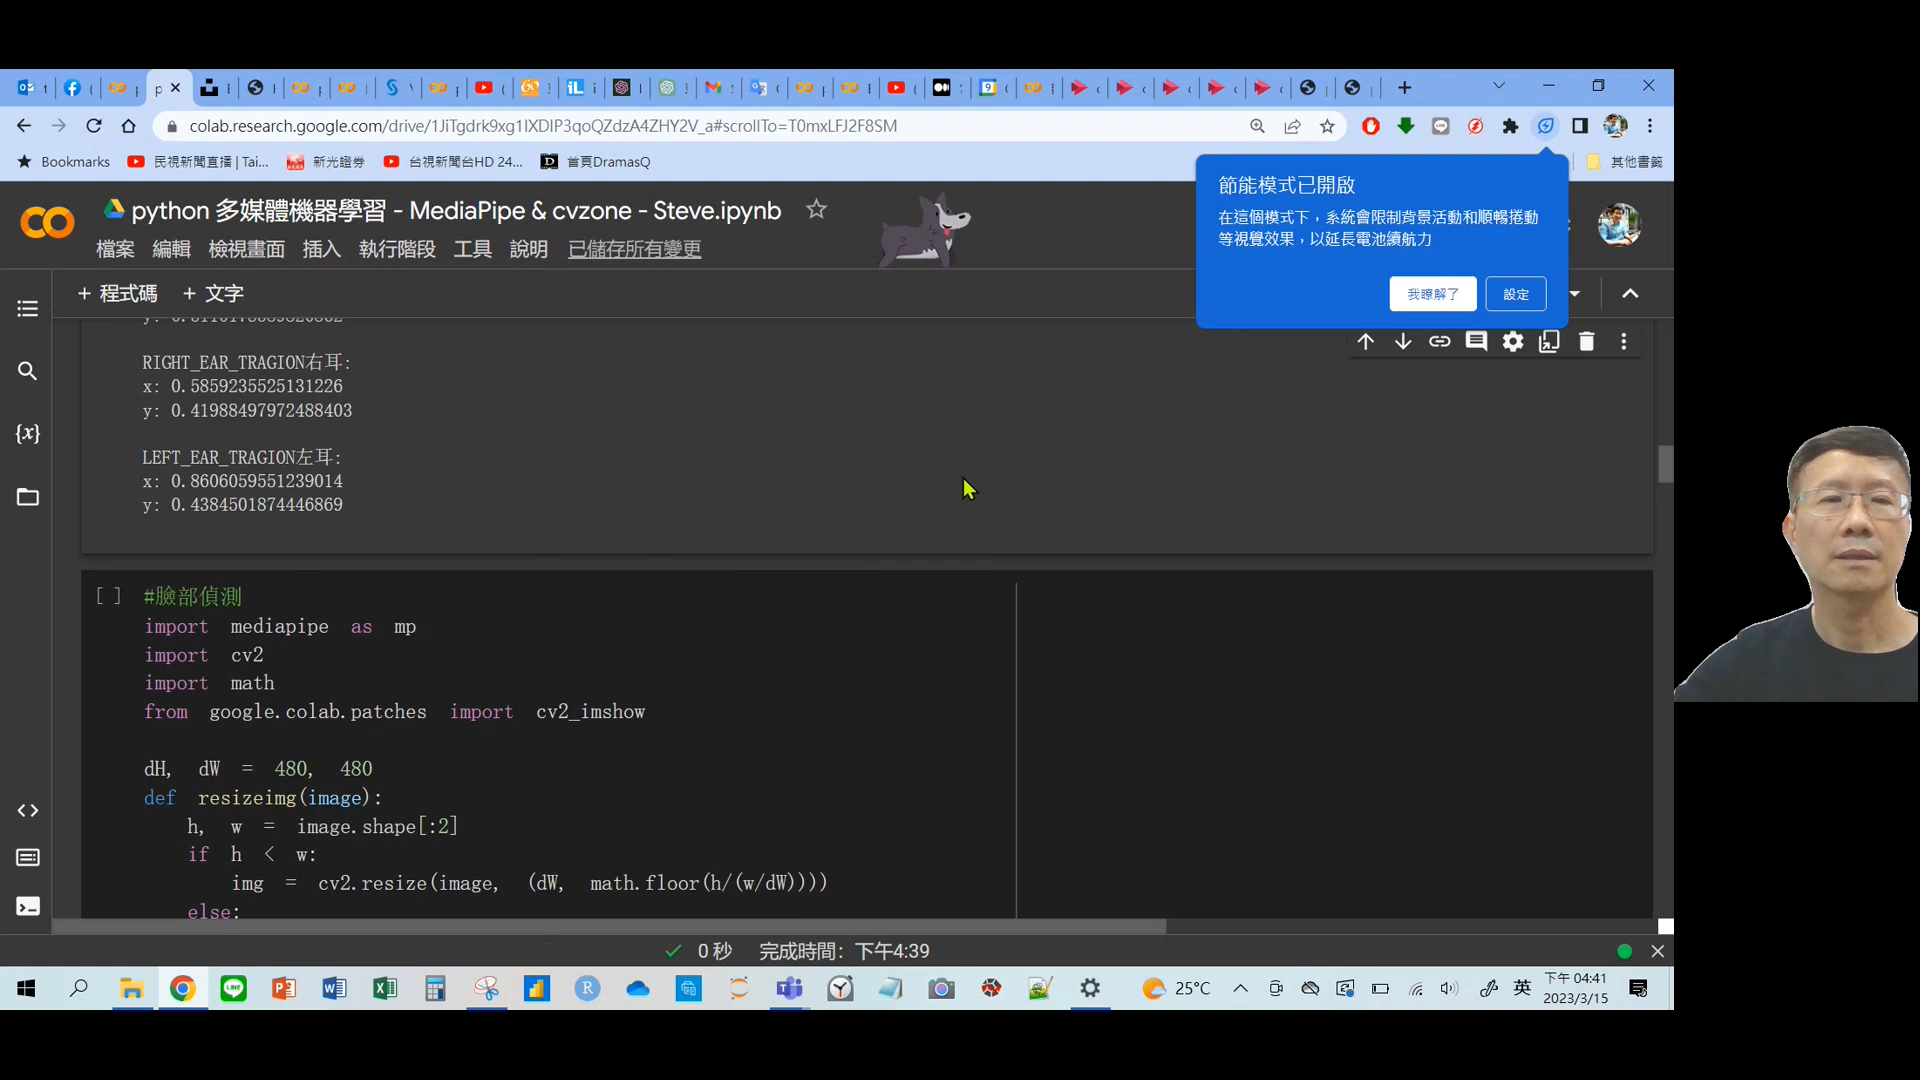 colab.research.google.com/drive/1JiTgdrk9xg1IXDIP3qoQZdzA4ZHY2V_a#scrollTo=T0mxLFJ2F8SM
Bookmarks 民視新聞直播 | Tai... 新光證券 台視新聞台HD 24... 首頁DramasQ 其他書籤
節能模式已開啟
在這個模式下，系統會限制背景活動和順暢捲動
等視覺效果，以延長電池續航力
我瞭解了 設定
python 多媒體機器學習 - MediaPipe & cvzone - Steve.ipynb
檔案 編輯 檢視畫面 插入 執行階段 工具 說明 已儲存所有變更
+ 程式碼 + 文字
RIGHT_EAR_TRAGION右耳:
x: 0.5859235525131226
y: 0.41988497972488403
LEFT_EAR_TRAGION左耳:
x: 0.8606059551239014
y: 0.4384501874446869
[ ] #臉部偵測
import mediapipe as mp
import cv2
import math
from google.colab.patches import cv2_imshow
dH, dW = 480, 480
def resizeimg(image):
h, w = image.shape[:2]
if h < w:
img = cv2.resize(image, (dW, math.floor(h/(w/dW))))
else:
0 秒 完成時間: 下午4:39
25°C 英 下午 04:41
2023/3/15